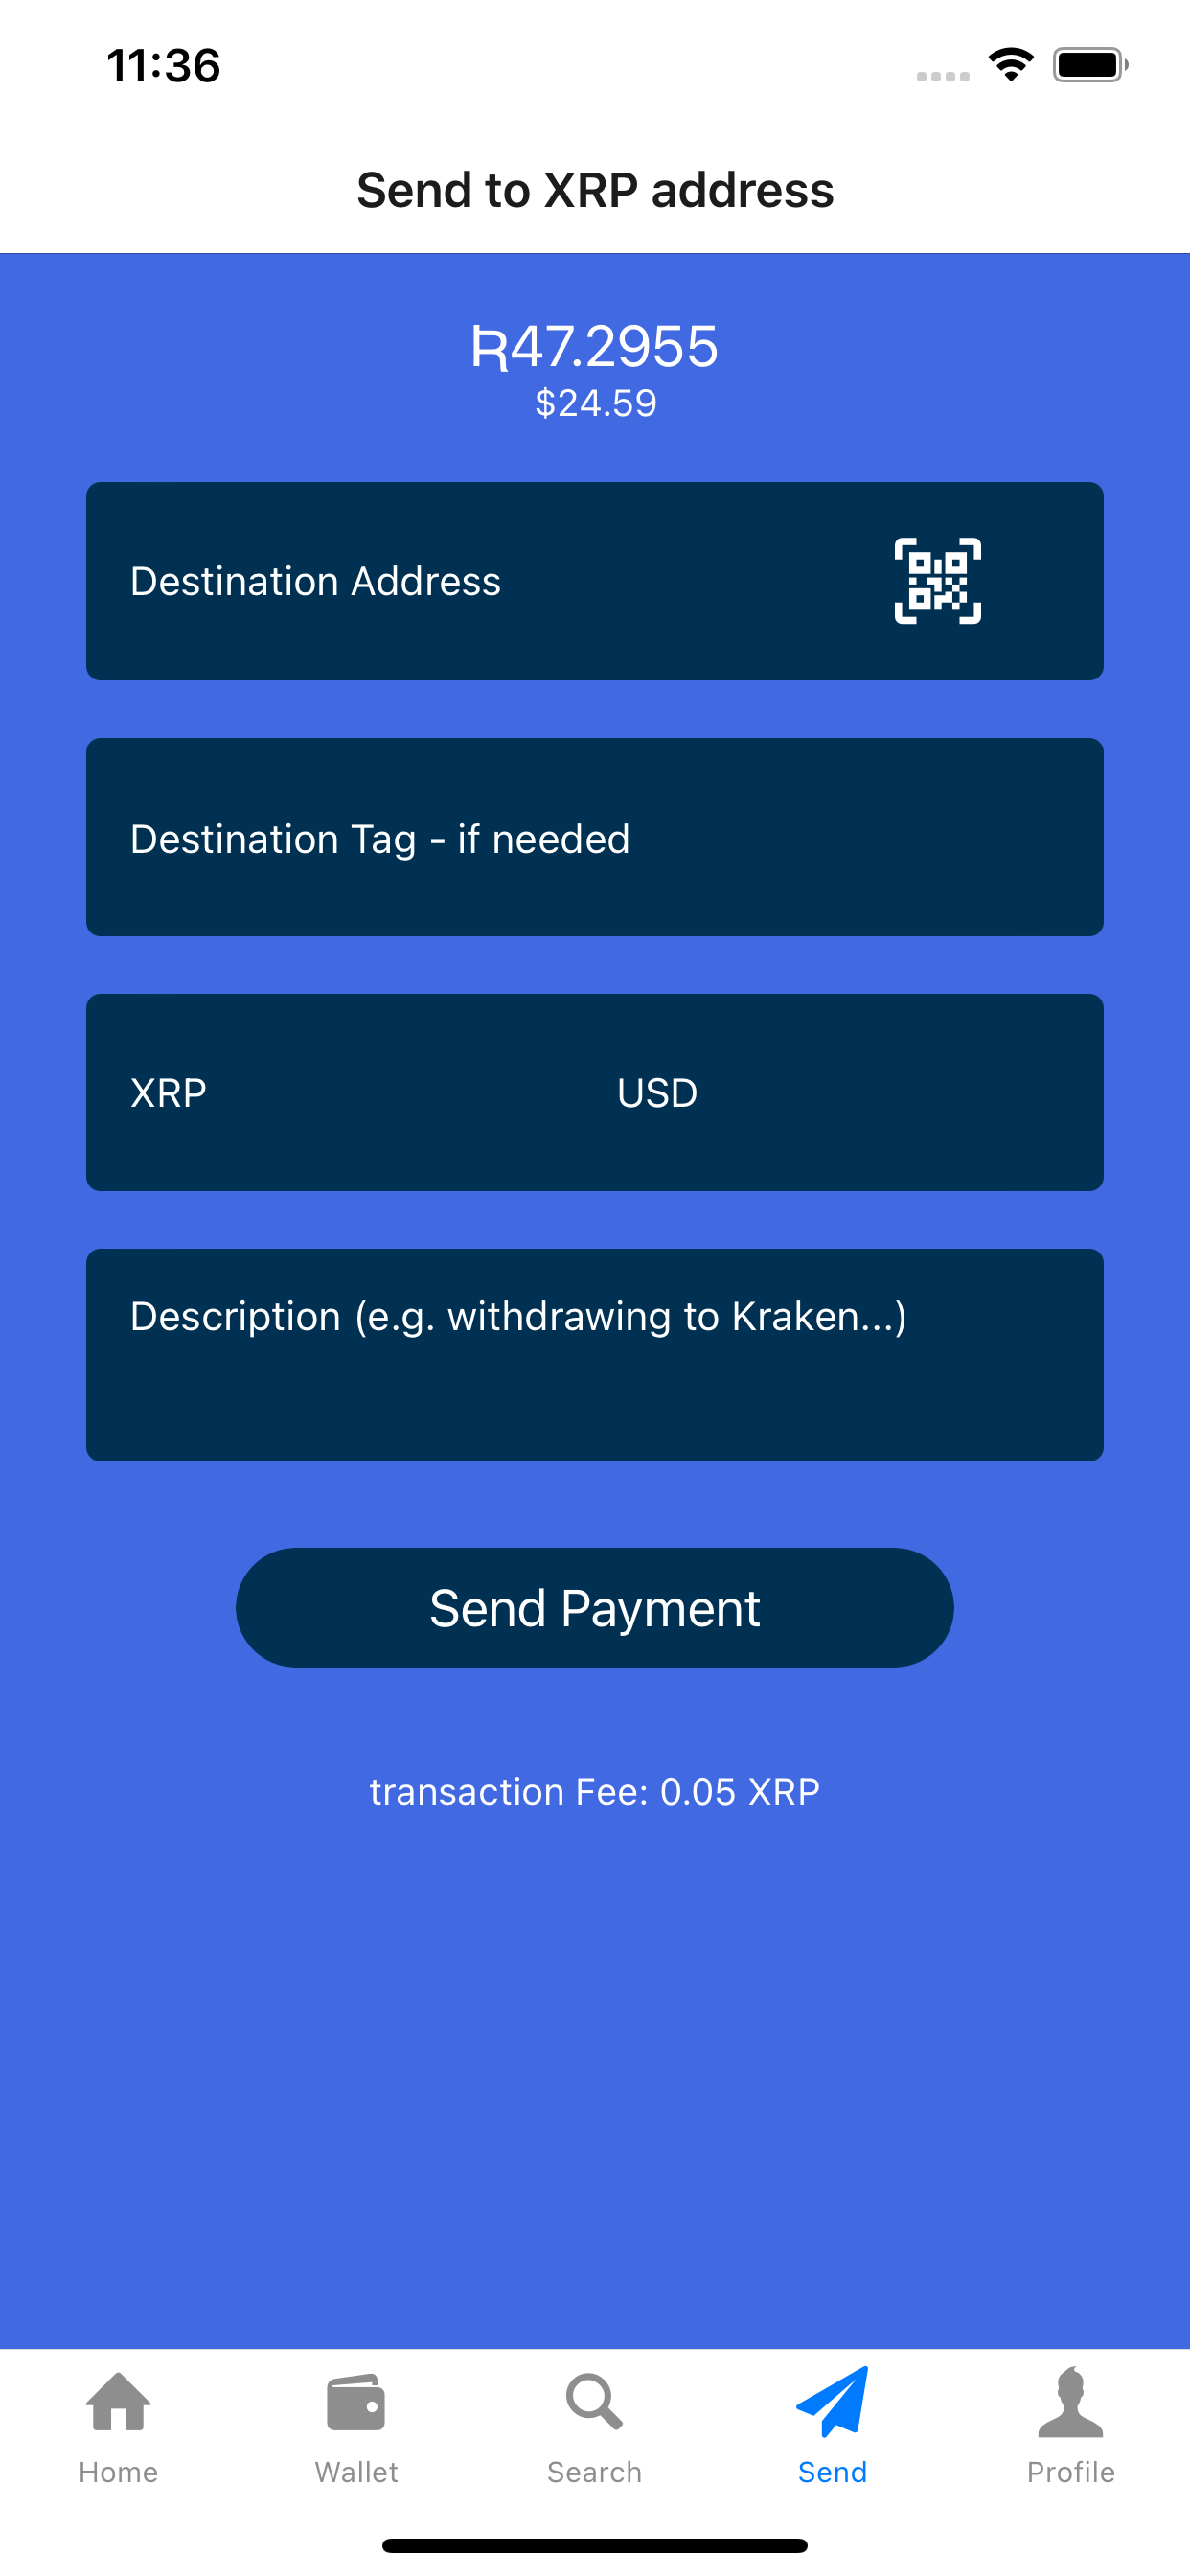 11:36
Send to XRP address
Ʀ47.2955
$24.59
Destination Address
Destination Tag - if needed
XRP USD
Description (e.g. withdrawing to Kraken...)
Send Payment
transaction Fee: 0.05 XRP
Home Wallet Search Send Profile